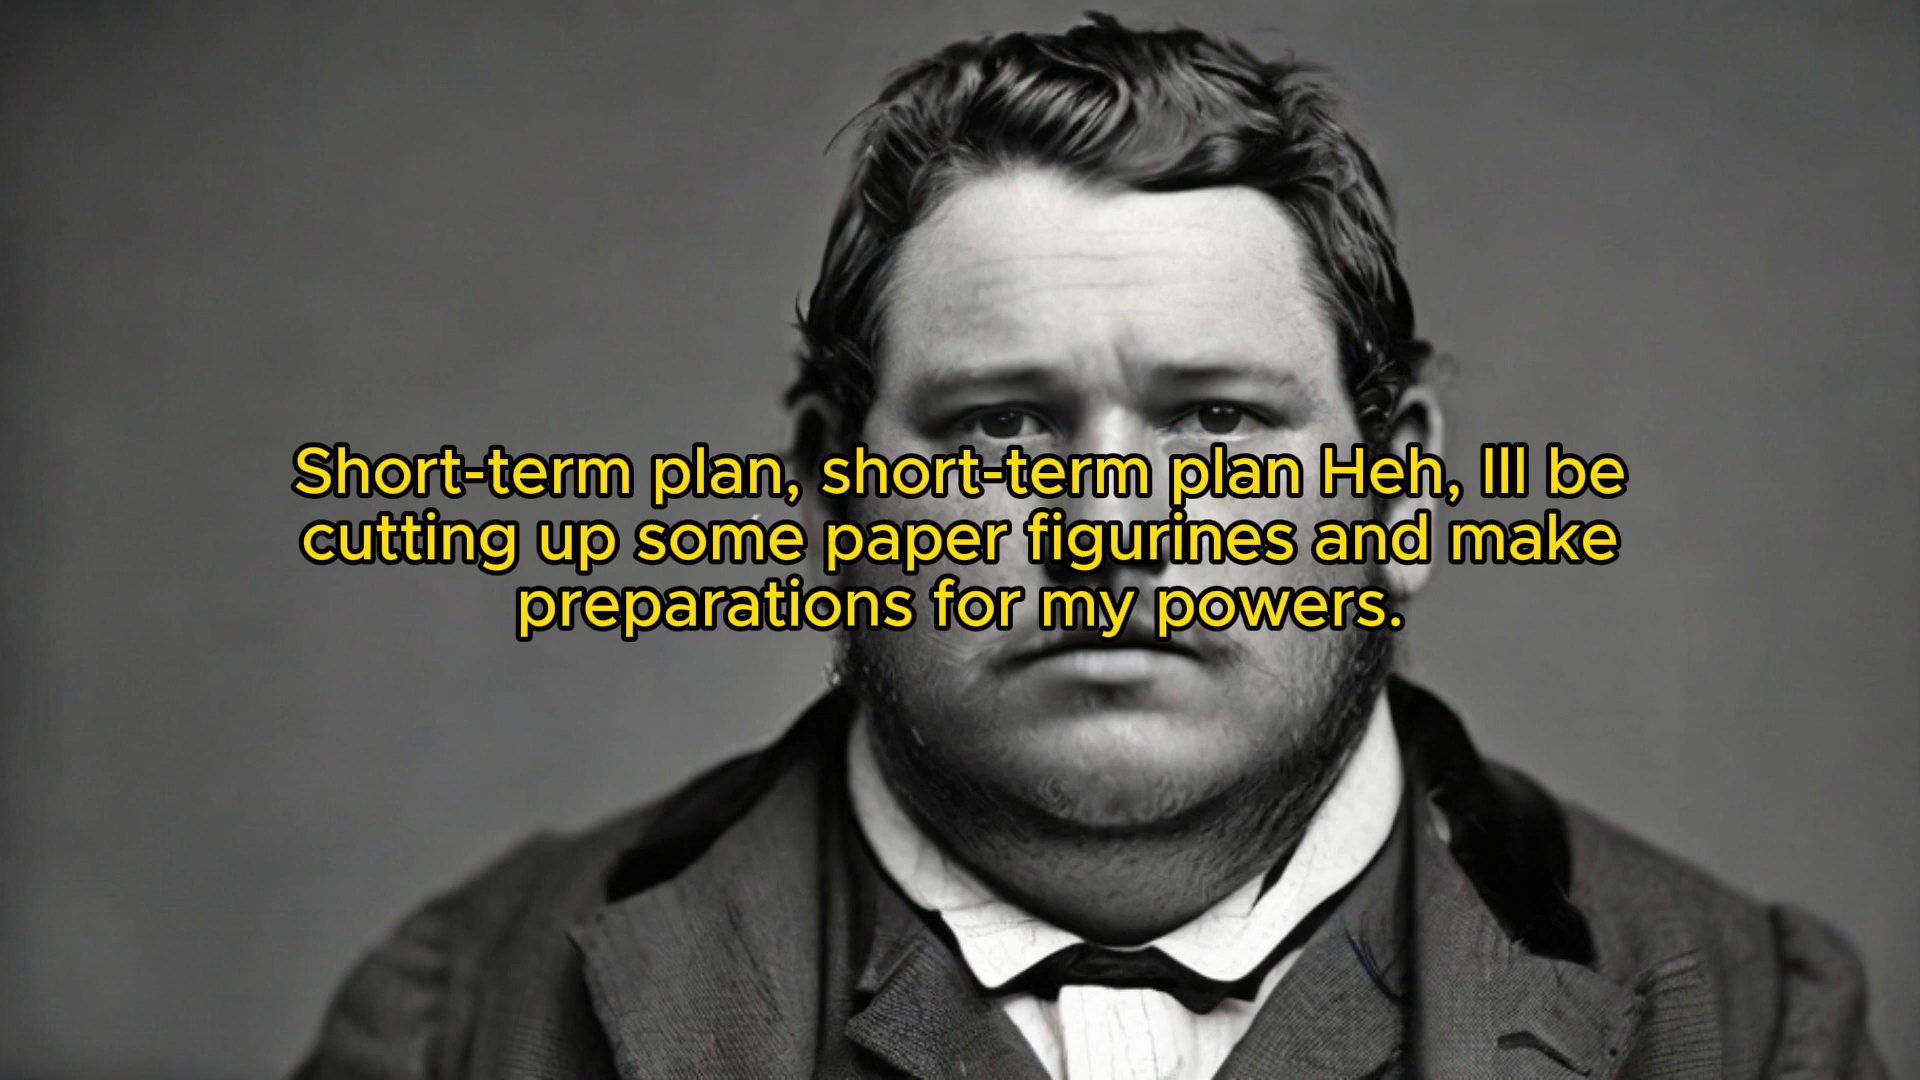 Short-term plan, short-term plan Heh, Ill be
cutting up some paper figurines and make
preparations for my powers.